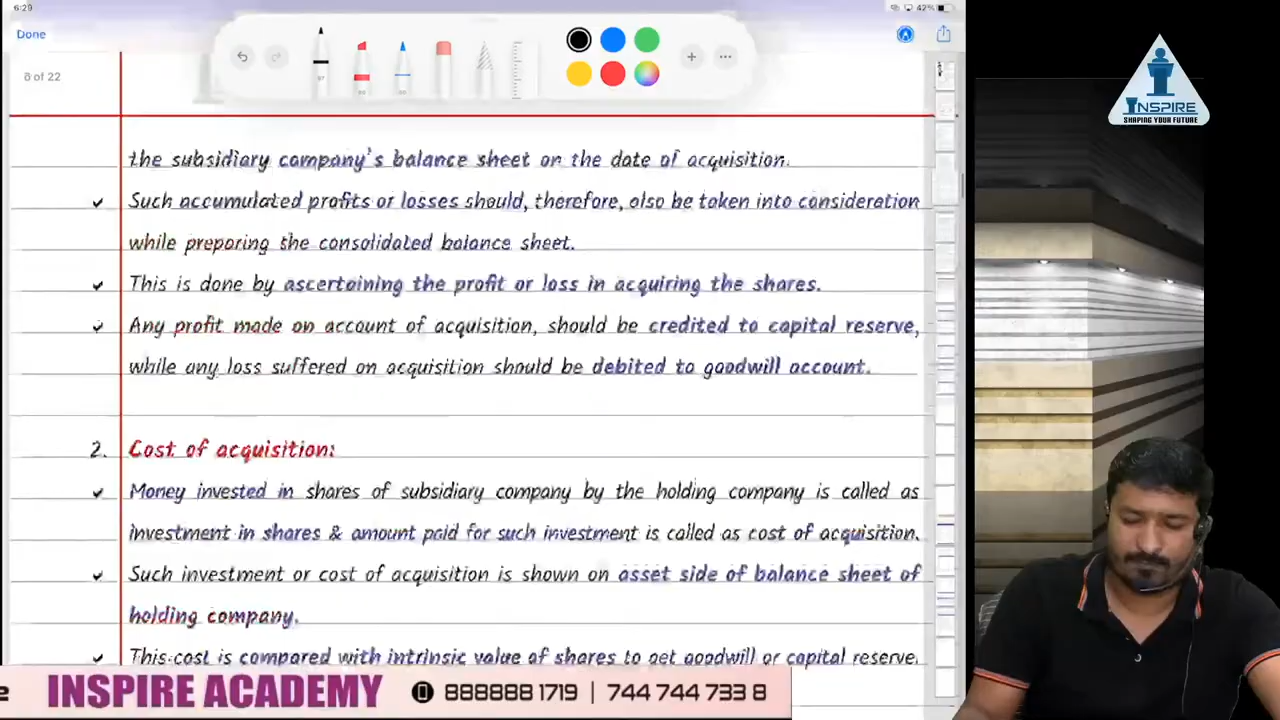 6:29
42%
Done
8 of 22
the subsidiary company's balance sheet on the date of acquisition.
✓ Such accumulated profits or losses should, therefore, also be taken into consideration
while preparing the consolidated balance sheet.
✓ This is done by ascertaining the profit or loss in acquiring the shares.
✓ Any profit made on account of acquisition, should be credited to capital reserve,
while any loss suffered on acquisition should be debited to goodwill account.
2. Cost of acquisition:
✓ Money invested in shares of subsidiary company by the holding company is called as
investment in shares & amount paid for such investment is called as cost of acquisition.
✓ Such investment or cost of acquisition is shown on asset side of balance sheet of
holding company.
✓ This cost is compared with intrinsic value of shares to get goodwill or capital reserve.
INSPIRE
SHAPING YOUR FUTURE
INSPIRE ACADEMY 888888 1719 | 744 744 733 8